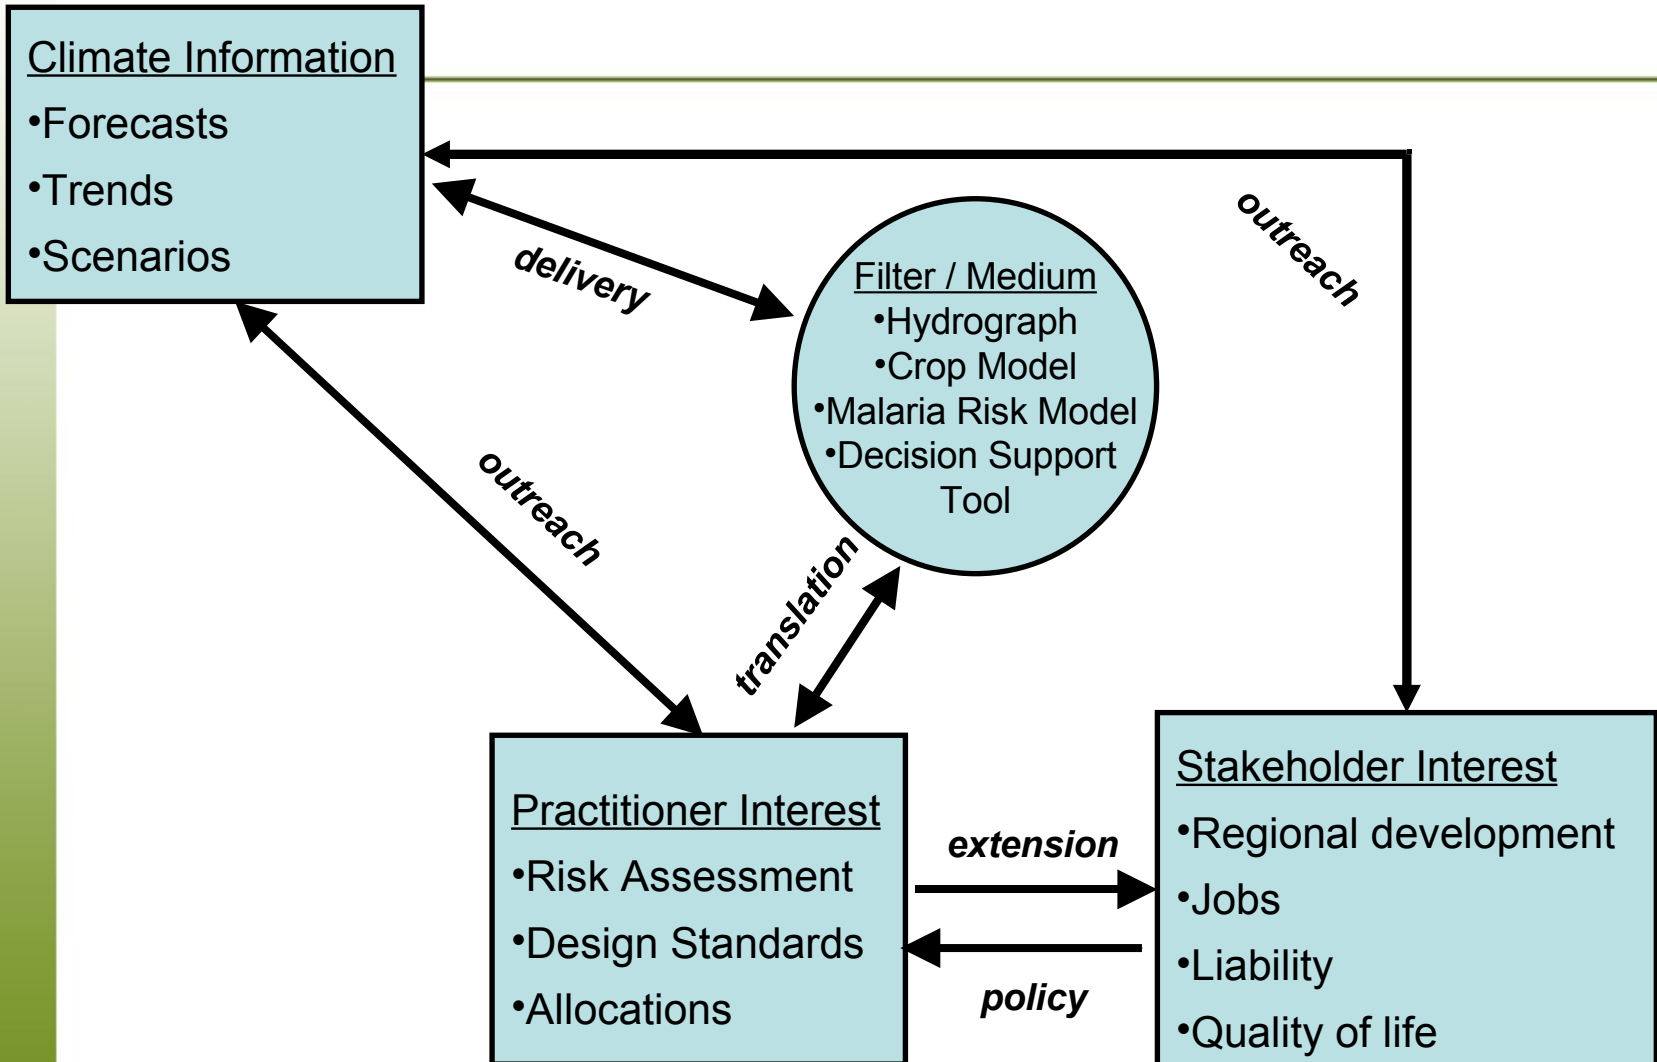 Climate Information
•Forecasts
•Trends
•Scenarios
delivery
outreach
Filter / Medium
•Hydrograph
•Crop Model
•Malaria Risk Model
•Decision Support
Tool
outreach
translation
Practitioner Interest
•Risk Assessment
•Design Standards
•Allocations
extension
policy
Stakeholder Interest
•Regional development
•Jobs
•Liability
•Quality of life